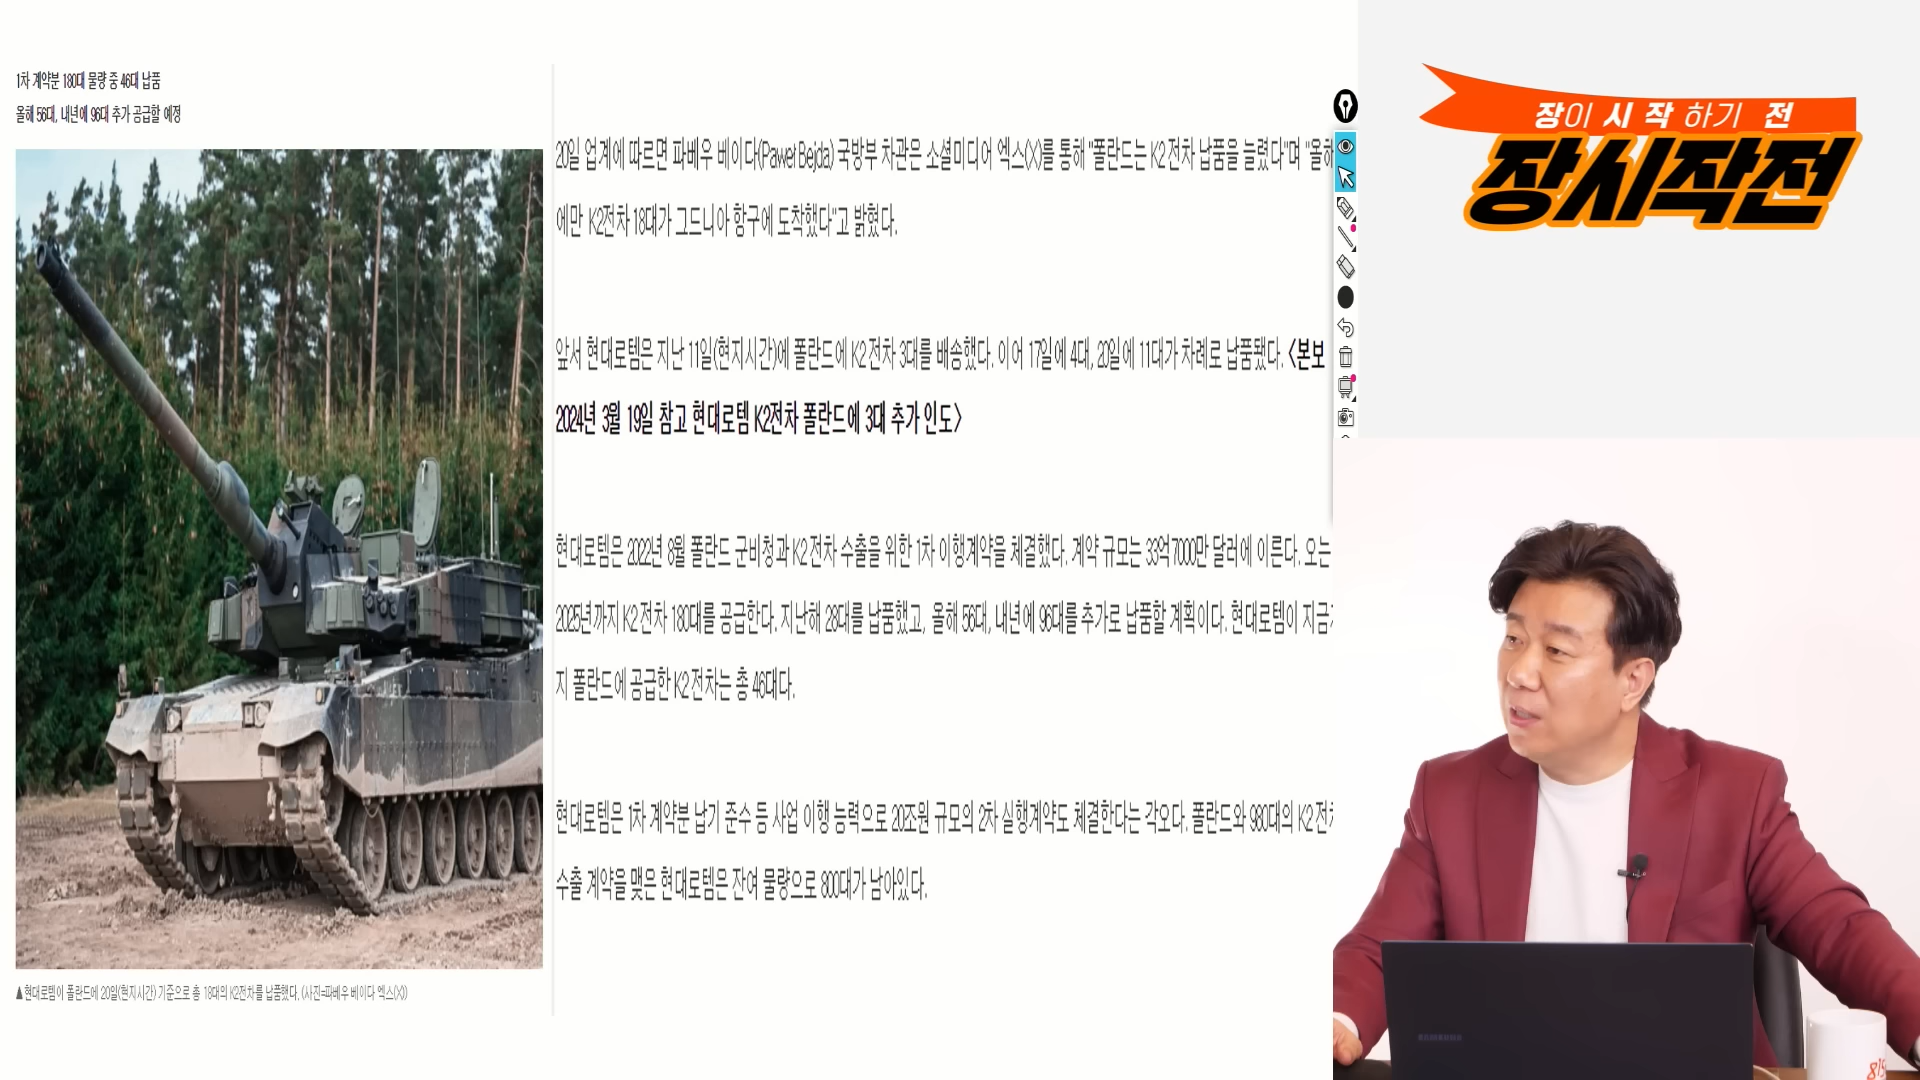 1차 계약분 180대 물량 중 46대 납품
올해 56대, 내년에 96대 추가 공급할 예정
▲현대로템이 폴란드에 20일(현지시간) 기준으로 총 18대의 K2전차를 납품했다. (사진=파베우 베이다 엑스(X))
20일 업계에 따르면 파베우 베이다(Paweł Bejda) 국방부 차관은 소셜미디어 엑스(X)를 통해 "폴란드는 K2 전차 납품을 늘렸다"며 "올해
에만 K2전차 18대가 그드니아 항구에 도착했다"고 밝혔다.
앞서 현대로템은 지난 11일(현지시간)에 폴란드에 K2 전차 3대를 배송했다. 이어 17일에 4대, 20일에 11대가 차례로 납품됐다. <본보
2024년 3월 19일 참고 현대로템 K2전차 폴란드에 3대 추가 인도>
현대로템은 2022년 8월 폴란드 군비청과 K2 전차 수출을 위한 1차 이행계약을 체결했다. 계약 규모는 33억7000만 달러에 이른다. 오는
2025년까지 K2 전차 180대를 공급한다. 지난해 28대를 납품했고, 올해 56대, 내년에 96대를 추가로 납품할 계획이다. 현대로템이 지금
지 폴란드에 공급한 K2 전차는 총 46대다.
현대로템은 1차 계약분 납기 준수 등 사업 이행 능력으로 20조원 규모의 2차 실행계약도 체결한다는 각오다. 폴란드와 980대의 K2 전차
수출 계약을 맺은 현대로템은 잔여 물량으로 800대가 남아있다.
장이 시작하기 전
장시작전
SAMSUNG